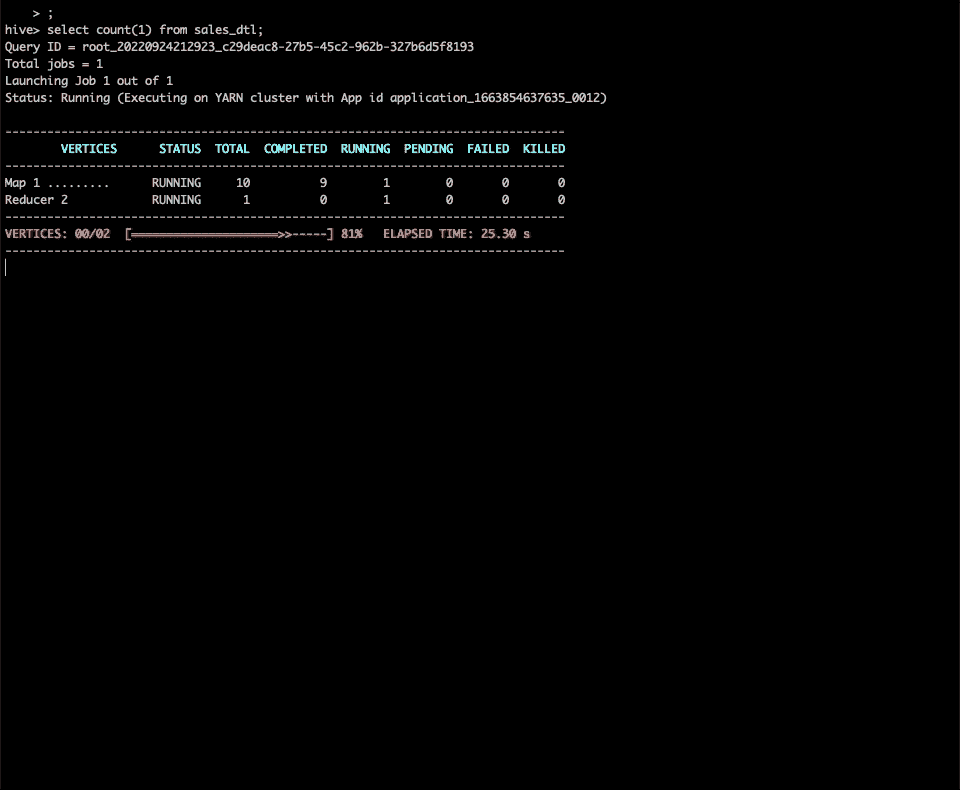 > ;
hive> select count(1) from sales_dtl;
Query ID = root_20220924212923_c29deac8-27b5-45c2-962b-327b6d5f8193
Total jobs = 1
Launching Job 1 out of 1
Status: Running (Executing on YARN cluster with App id application_1663854637635_0012)
--------------------------------------------------------------------------------
VERTICES STATUS TOTAL COMPLETED RUNNING PENDING FAILED KILLED
--------------------------------------------------------------------------------
Map 1 ......... RUNNING 10 9 1 0 0 0
Reducer 2 RUNNING 1 0 1 0 0 0
--------------------------------------------------------------------------------
VERTICES: 00/02 [=====================>>-----] 81% ELAPSED TIME: 25.30 s
--------------------------------------------------------------------------------